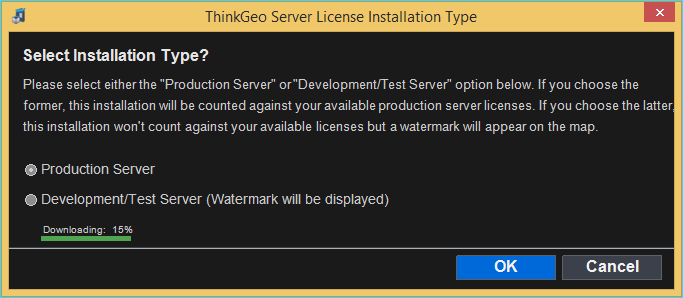 ThinkGeo Server License Installation Type
Select Installation Type?
Please select either the "Production Server" or "Development/Test Server" option below. If you choose the
former, this installation will be counted against your available production server licenses. If you choose the latter,
this installation won't count against your available licenses but a watermark will appear on the map.
Production Server
Development/Test Server (Watermark will be displayed)
Downloading: 15%
OK Cancel